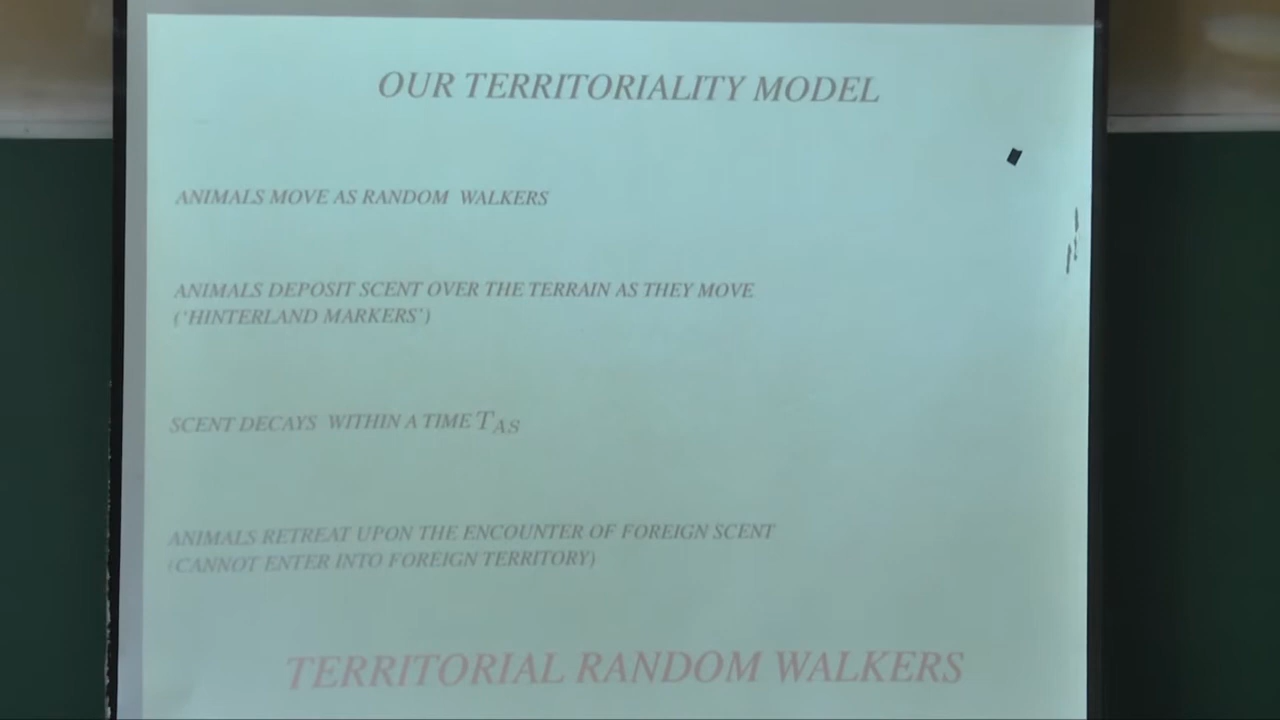 OUR TERRITORIALITY MODEL
ANIMALS MOVE AS RANDOM WALKERS
ANIMALS DEPOSIT SCENT OVER THE TERRAIN AS THEY MOVE
('HINTERLAND MARKERS')
SCENT DECAYS WITHIN A TIME TAS
ANIMALS RETREAT UPON THE ENCOUNTER OF FOREIGN SCENT
(CANNOT ENTER INTO FOREIGN TERRITORY)
TERRITORIAL RANDOM WALKERS